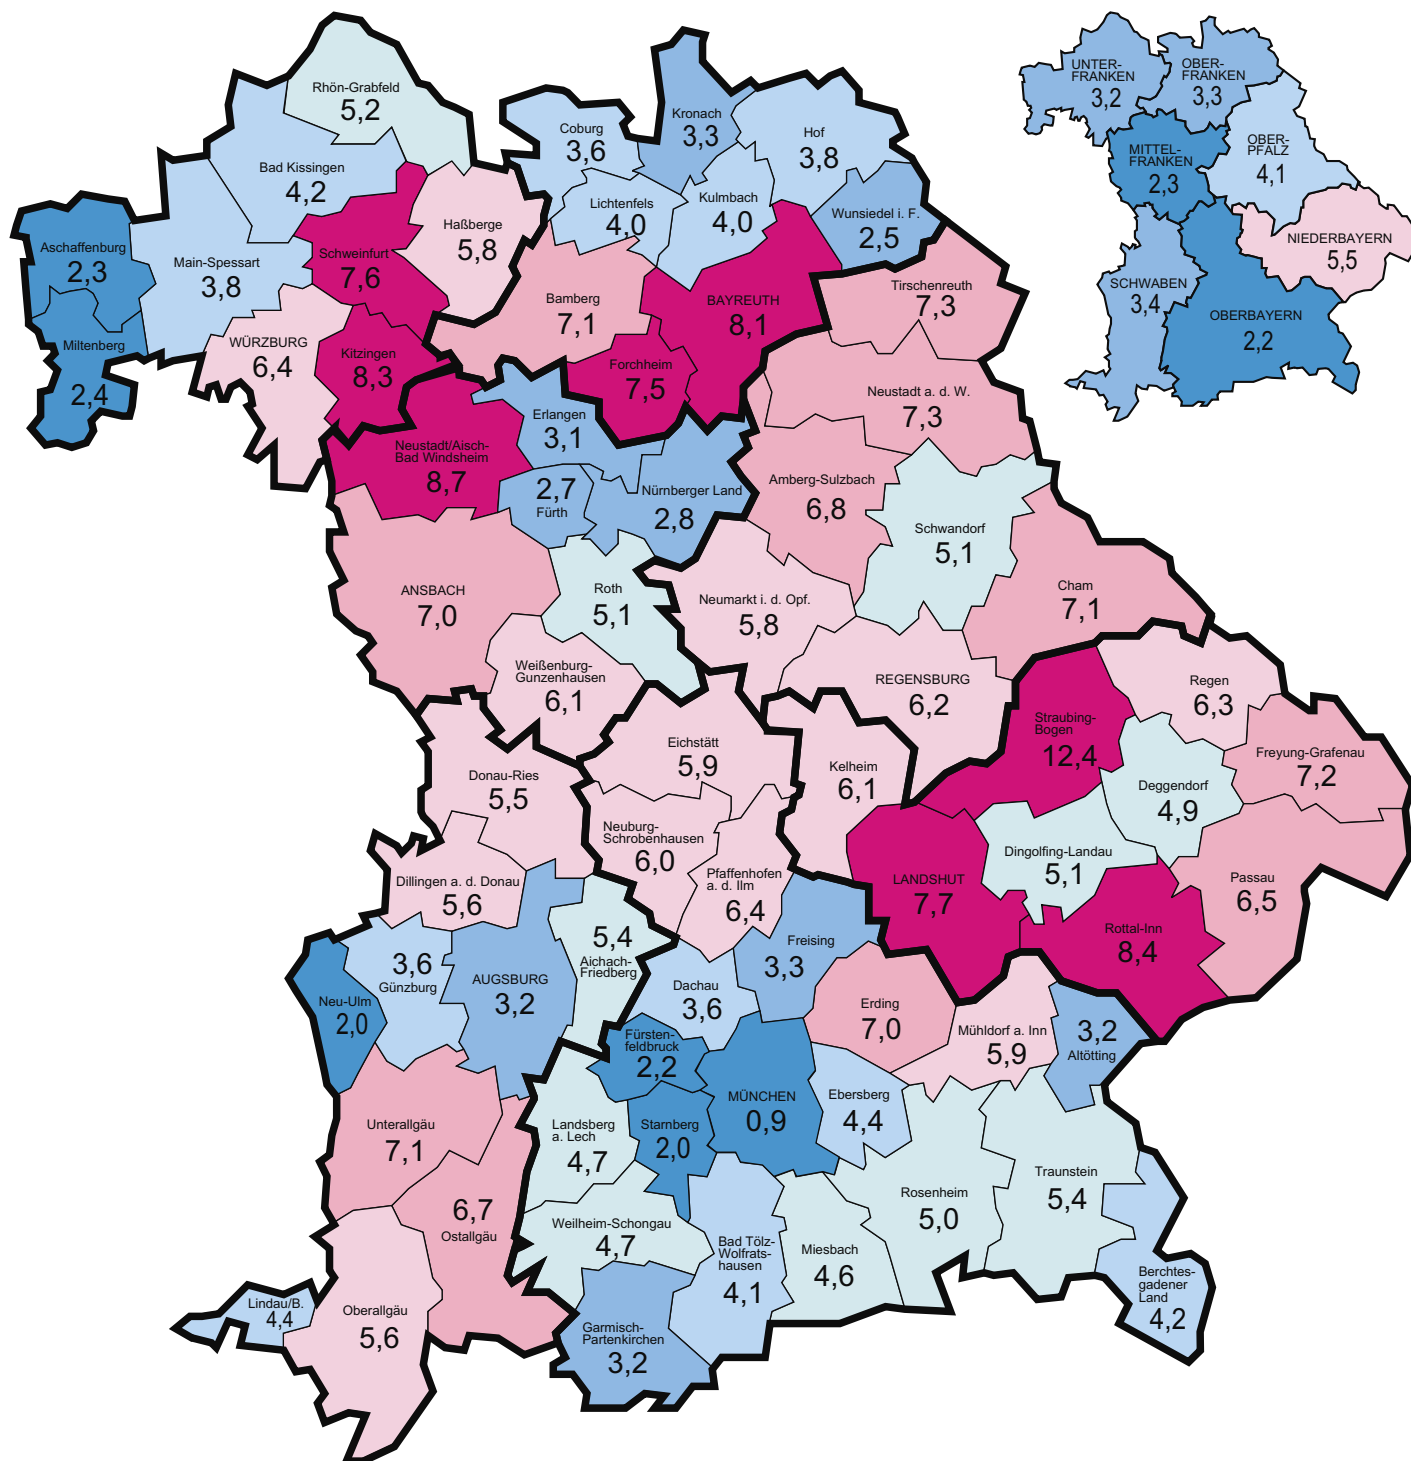 Rhön-Grabfeld
5,2
Bad Kissingen
4,2
Aschaffenburg
2,3
Main-Spessart
3,8
Schweinfurt
7,6
Haßberge
5,8
Miltenberg
2,4
WÜRZBURG
6,4
Kitzingen
8,3
Coburg
3,6
Kronach
3,3
Hof
3,8
Lichtenfels
4,0
Kulmbach
4,0
Wunsiedel i. F.
2,5
Bamberg
7,1
BAYREUTH
8,1
Forchheim
7,5
Tirschenreuth
7,3
Neustadt a. d. W.
7,3
Amberg-Sulzbach
6,8
Schwandorf
5,1
Cham
7,1
Neumarkt i. d. Opf.
5,8
REGENSBURG
6,2
Neustadt/Aisch-
Bad Windsheim
8,7
Erlangen
3,1
2,7
Fürth
Nürnberger Land
2,8
ANSBACH
7,0
Roth
5,1
Weißenburg-
Gunzenhausen
6,1
Regen
6,3
Straubing-
Bogen
12,4
Freyung-Grafenau
7,2
Deggendorf
4,9
Kelheim
6,1
Dingolfing-Landau
5,1
LANDSHUT
7,7
Passau
6,5
Rottal-Inn
8,4
Donau-Ries
5,5
Dillingen a. d. Donau
5,6
3,6
Günzburg
AUGSBURG
3,2
5,4
Aichach-
Friedberg
Neu-Ulm
2,0
Unterallgäu
7,1
6,7
Ostallgäu
Lindau/B.
4,4
Oberallgäu
5,6
Eichstätt
5,9
Neuburg-
Schrobenhausen
6,0
Pfaffenhofen
a. d. Ilm
6,4
Freising
3,3
Dachau
3,6
Erding
7,0
Mühldorf a. Inn
5,9
3,2
Altötting
Fürsten-
feldbruck
2,2
MÜNCHEN
0,9
Ebersberg
4,4
Landsberg
a. Lech
4,7
Starnberg
2,0
Traunstein
5,4
Rosenheim
5,0
Weilheim-Schongau
4,7
Bad Tölz-
Wolfrats-
hausen
4,1
Miesbach
4,6
Berchtes-
gadener
Land
4,2
Garmisch-
Partenkirchen
3,2
UNTER-
FRANKEN
3,2
OBER-
FRANKEN
3,3
MITTEL-
FRANKEN
2,3
OBER-
PFALZ
4,1
NIEDERBAYERN
5,5
SCHWABEN
3,4
OBERBAYERN
2,2